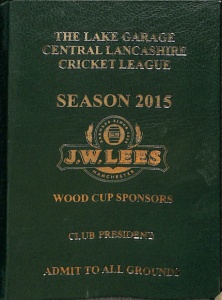 THE LAKE GARAGE
CENTRAL LANCASHIRE
CRICKET LEAGUE
SEASON 2015
J.W. LEES
MANCHESTER
WOOD CUP SPONSORS
CLUB PRESIDENT
ADMIT TO ALL GROUNDS